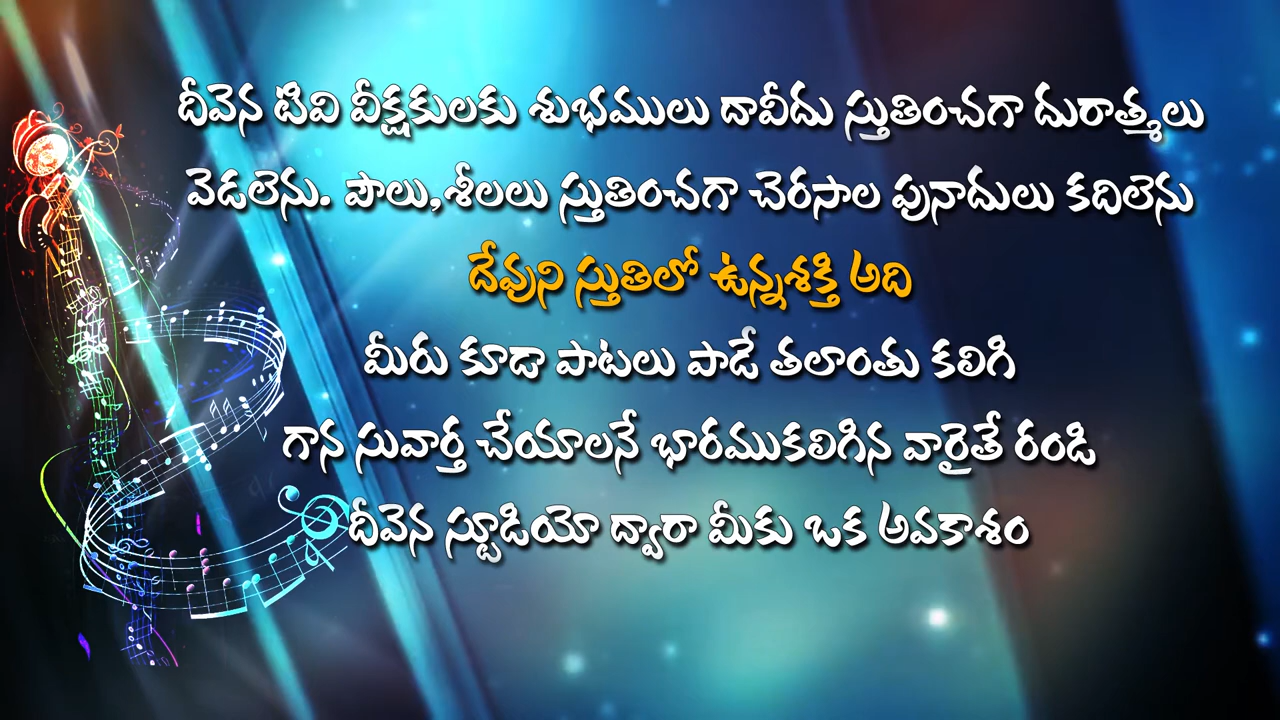 దీవెన టివి వీక్షకులకు శుభములు దావీదు స్తుతించగా దురాత్మలు
వెడలెను. పౌలు,శీలలు స్తుతించగా చెరసాల పునాదులు కదిలెను
దేవుని స్తుతిలో ఉన్నశక్తి అది
మీరు కూడా పాటలు పాడే తలాంతు కలిగి
గాన సువార్త చేయాలనే భారముకలిగిన వారైతే రండి
దీవెన స్టూడియో ద్వారా మీకు ఒక అవకాశం